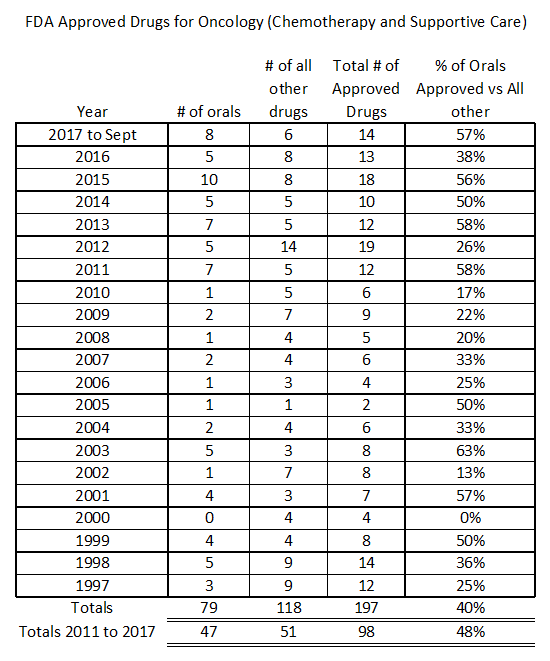 FDA Approved Drugs for Oncology (Chemotherapy and Supportive Care)
Year # of orals # of all other drugs Total # of Approved Drugs % of Orals Approved vs All other
2017 to Sept 8 6 14 57%
2016 5 8 13 38%
2015 10 8 18 56%
2014 5 5 10 50%
2013 7 5 12 58%
2012 5 14 19 26%
2011 7 5 12 58%
2010 1 5 6 17%
2009 2 7 9 22%
2008 1 4 5 20%
2007 2 4 6 33%
2006 1 3 4 25%
2005 1 1 2 50%
2004 2 4 6 33%
2003 5 3 8 63%
2002 1 7 8 13%
2001 4 3 7 57%
2000 0 4 4 0%
1999 4 4 8 50%
1998 5 9 14 36%
1997 3 9 12 25%
Totals 79 118 197 40%
Totals 2011 to 2017 47 51 98 48%